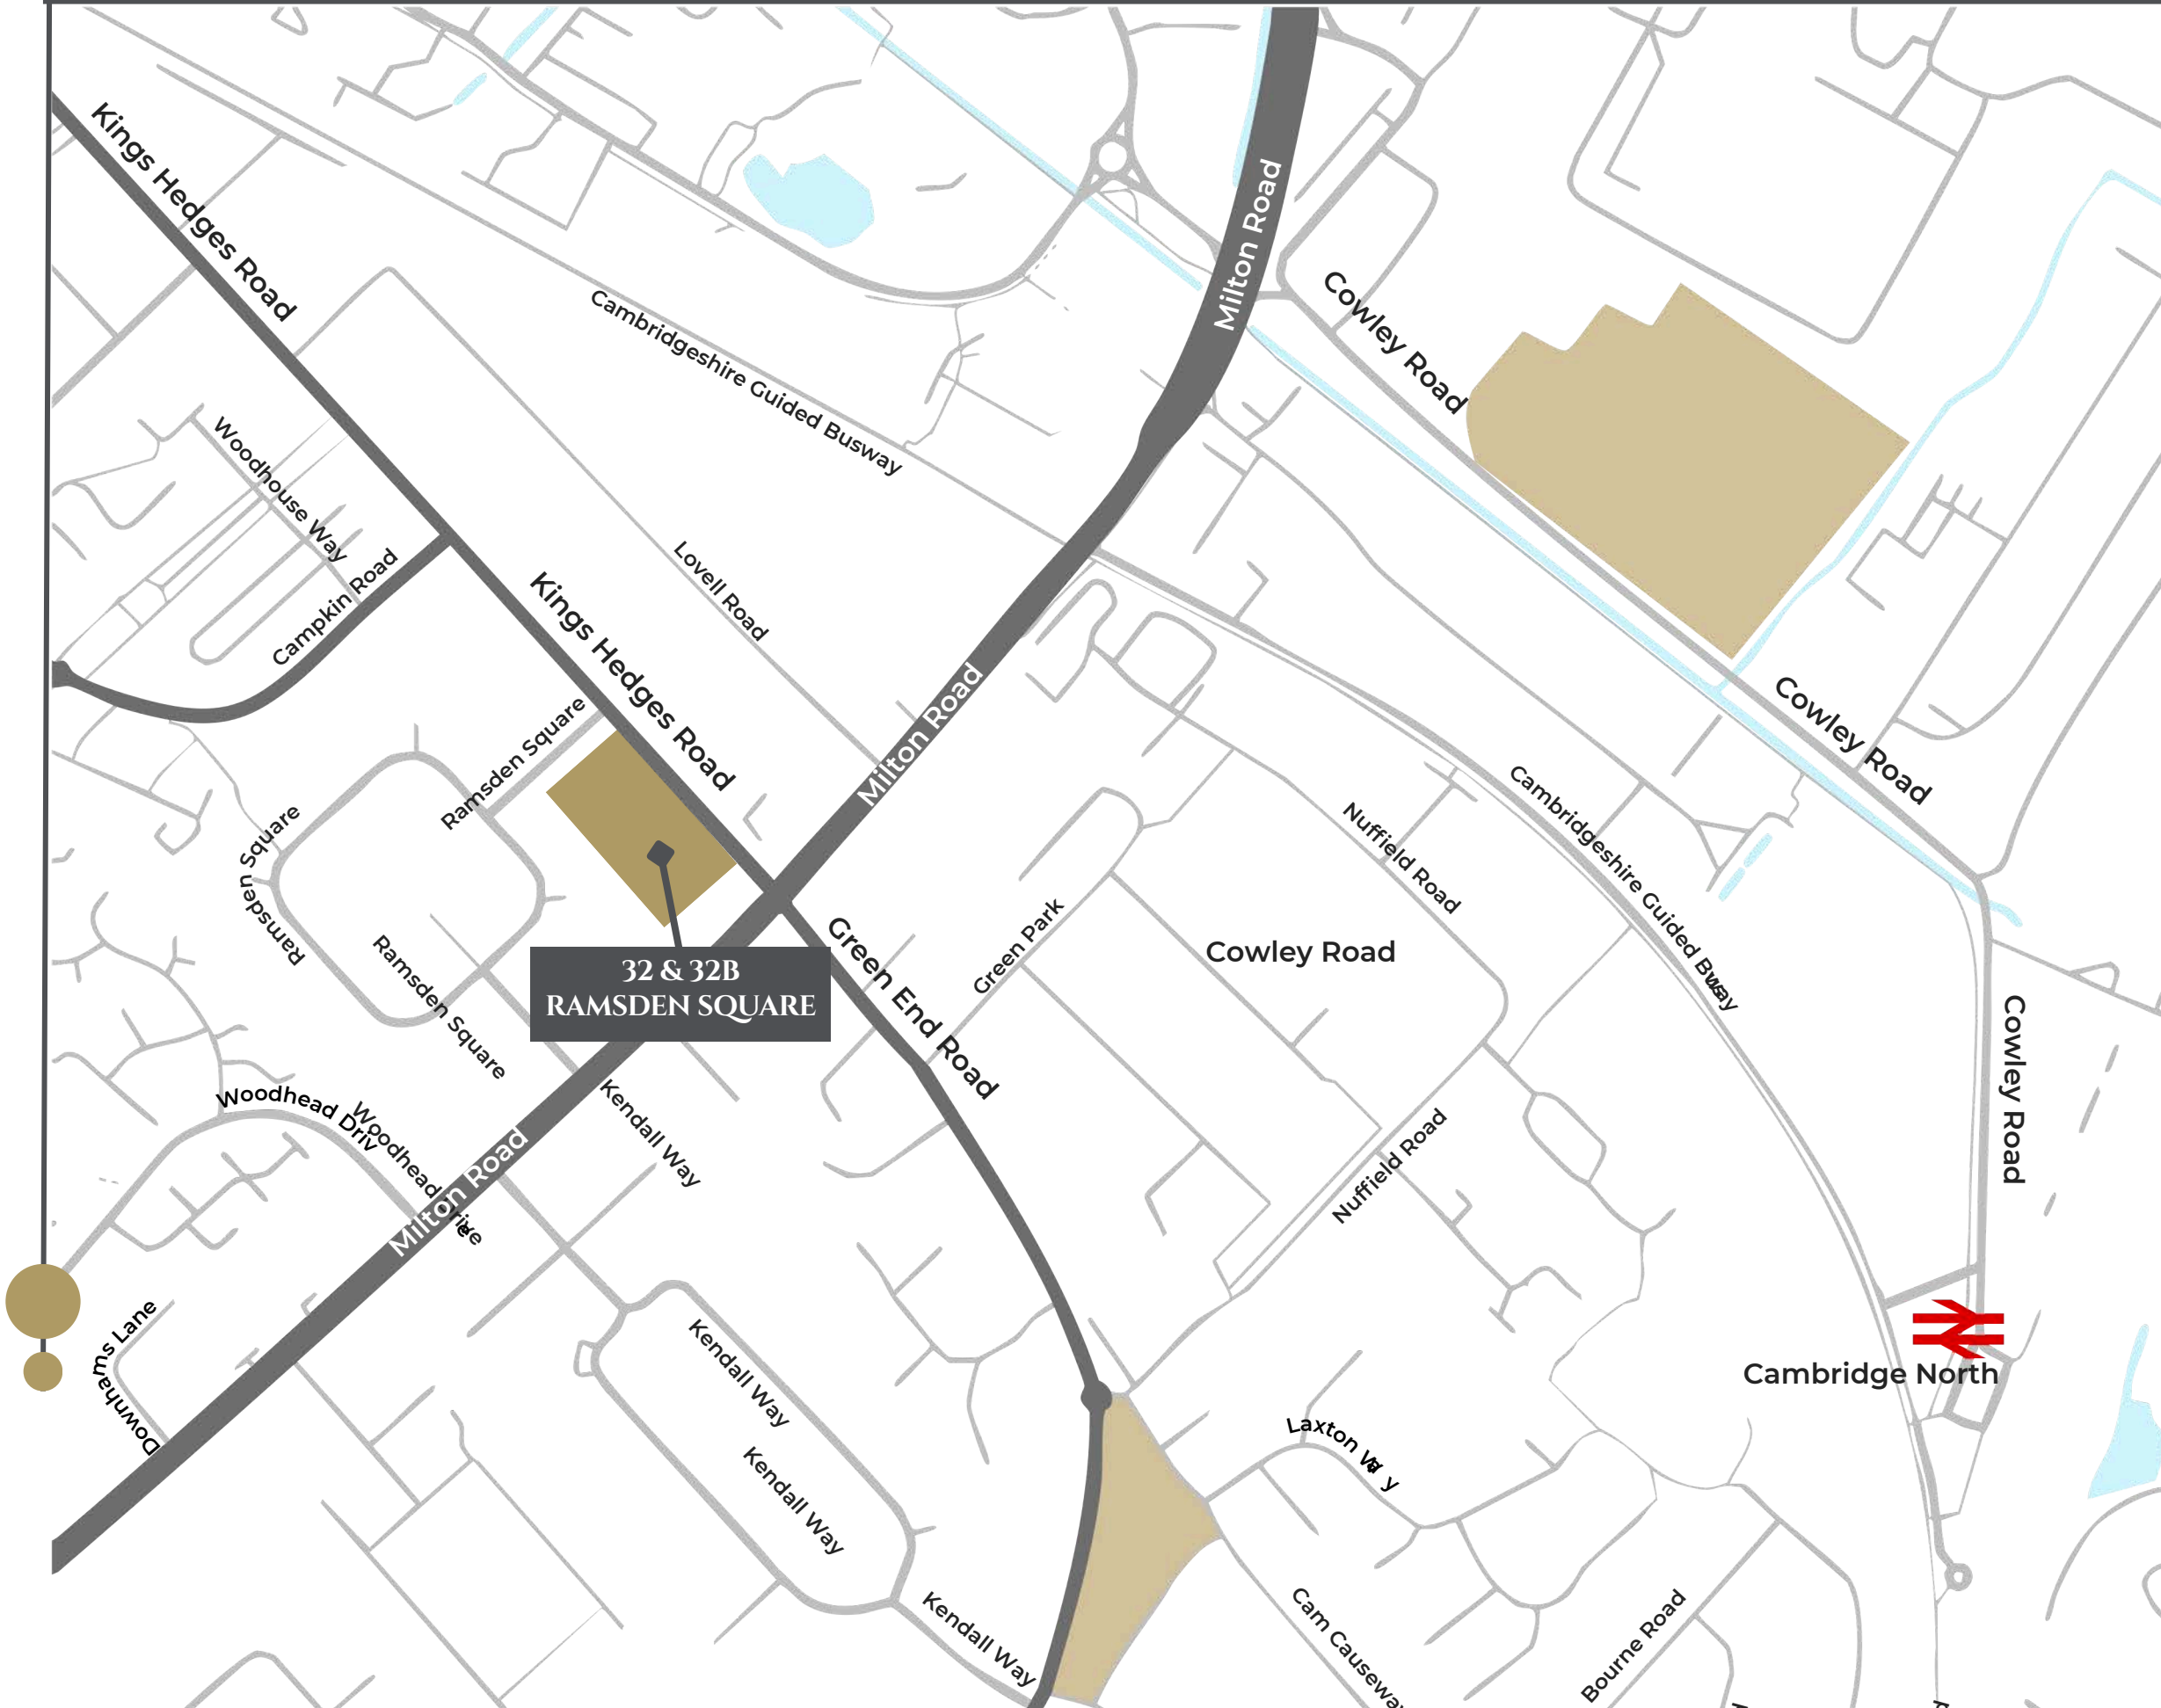 Kings Hedges Road
Milton Road
Cowley Road
Cambridgeshire Guided Busway
Woodhouse Way
Campkin Road
Lovell Road
Kings Hedges Road
Milton Road
Ramsden Square
Cowley Road
Cambridgeshire Guided Busway
Nuffield Road
Ramsden Square
Green Park
Green End Road
Cowley Road
Ramsden Square
32 & 32B
RAMSDEN SQUARE
Cowley Road
Woodhead Driv
Woodhead Drive
Kendall Way
Milton Road
Nuffield Road
Downhams Lane
Kendall Way
Cambridge North
Kendall Way
Laxton Way
Kendall Way
Cam Causeway
Bourne Road